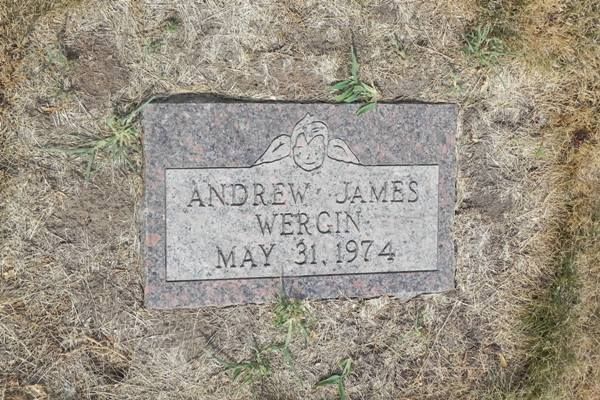 ANDREW JAMES
WERGIN
MAY 31, 1974